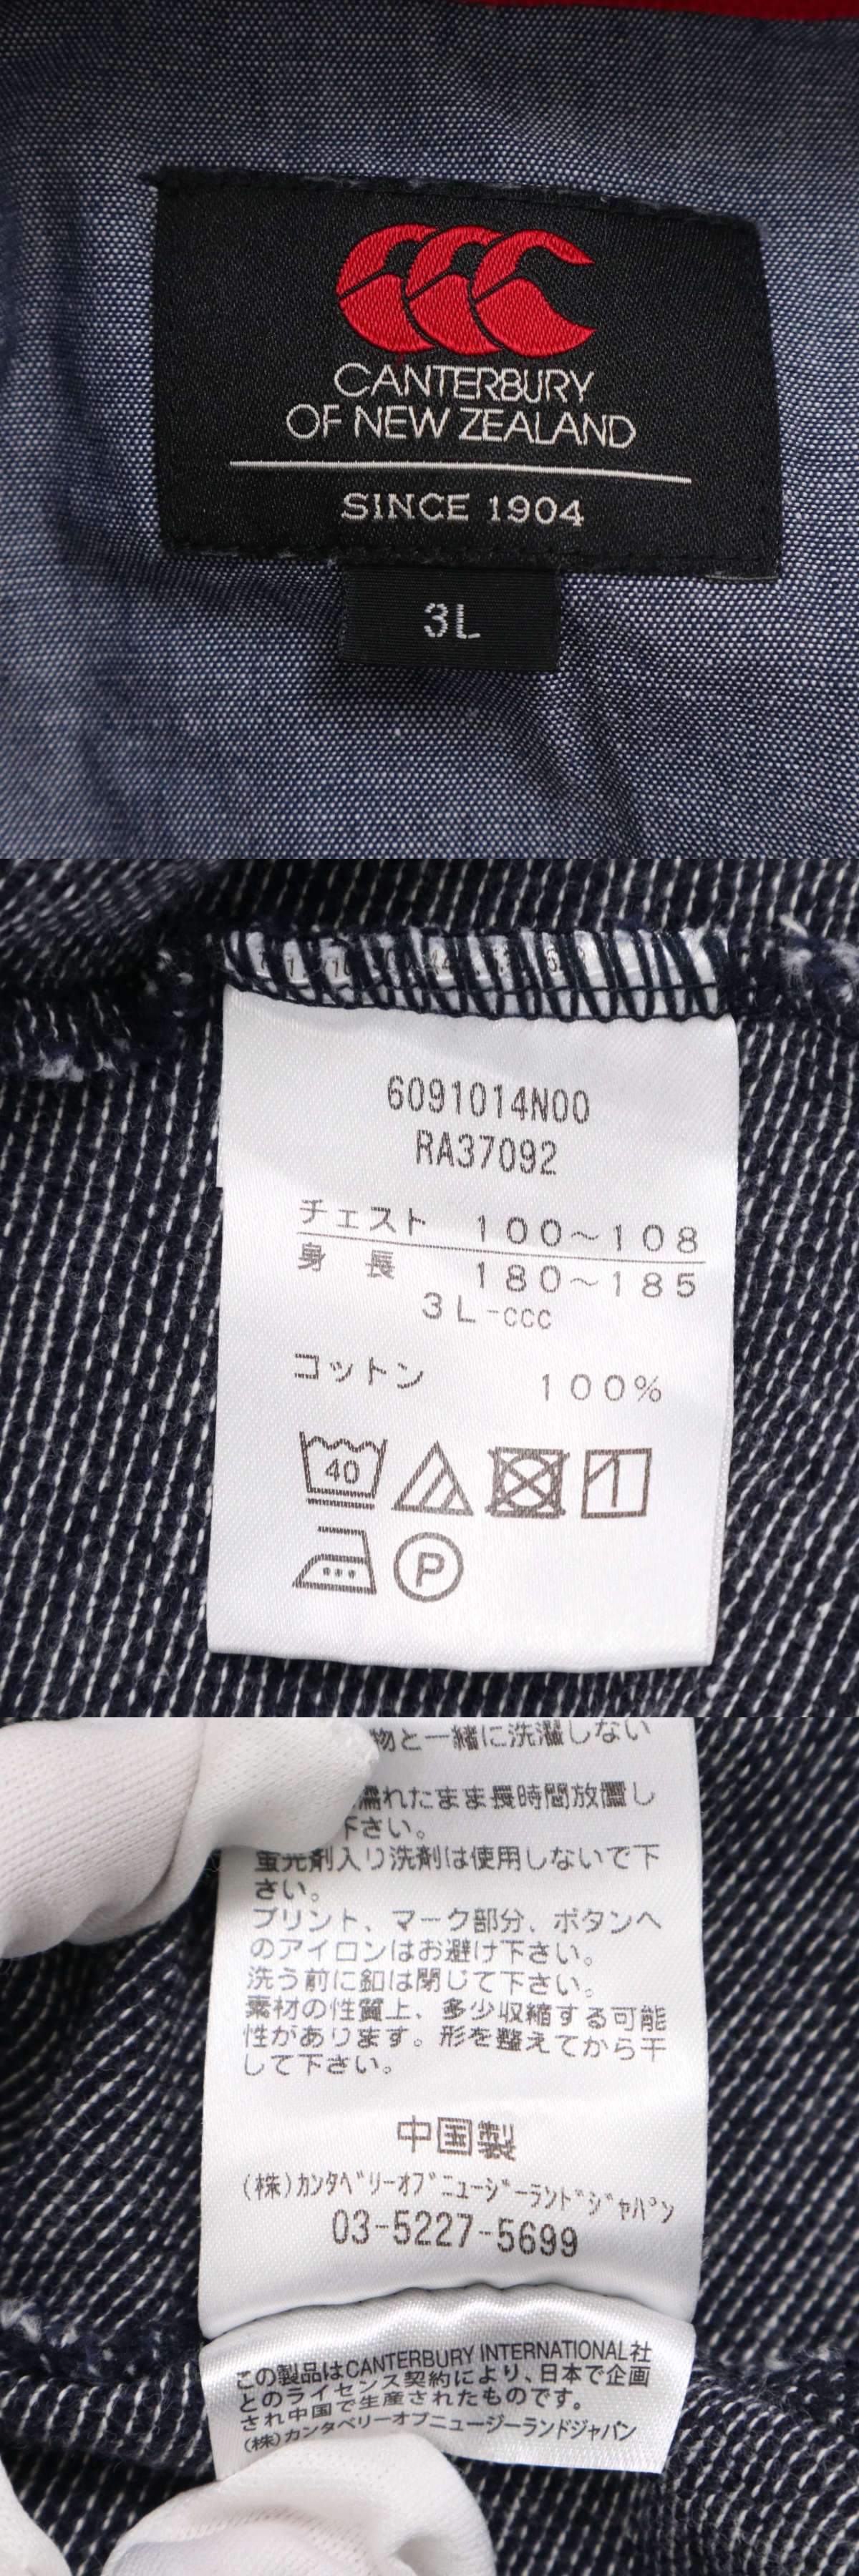 CANTERBURY
OF NEW ZEALAND
SINCE 1904
3L
6091014N00
RA37092
チェスト 100~108
身長 180~185
3L-ccc
コットン 100%
40
P
物と一緒に洗濯しない
濡れたまま長時間放置し
下さい。
蛍光剤入り洗剤は使用しないで下
さい。
プリント、マーク部分、ボタンへ
のアイロンはお避け下さい。
洗う前に釦は閉じて下さい。
素材の性質上、多少収縮する可能
性があります。形を整えてから干
して下さい。
中国製
(株)カンタベリーオブニュージーランドジャパン
03-5227-5699
この製品はCANTERBURY INTERNATIONAL社
とのライセンス契約により、日本で企画
され中国で生産されたものです。
(株)カンタベリーオブニュージーランドジャパン